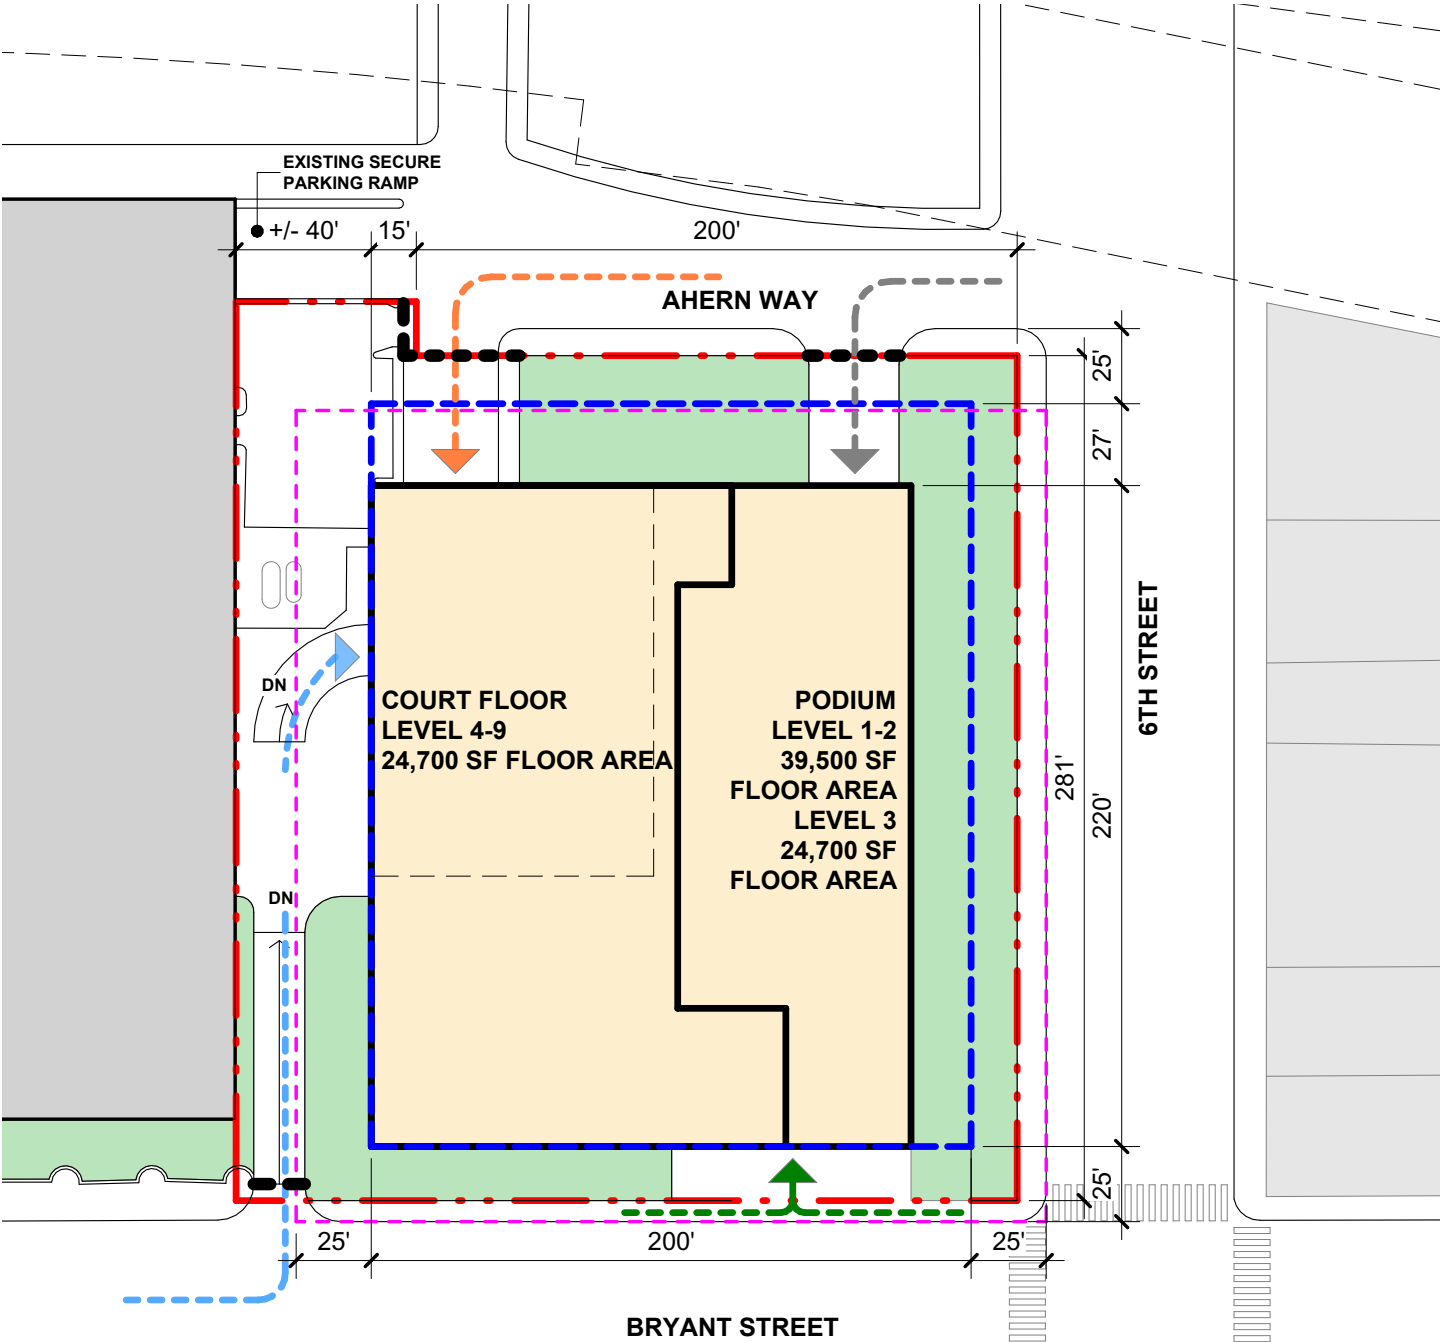 EXISTING SECURE
PARKING RAMP
+/- 40'
15'
200'
AHERN WAY
25'
27'
6TH STREET
DN
COURT FLOOR
LEVEL 4-9
24,700 SF FLOOR AREA
PODIUM
LEVEL 1-2
39,500 SF
FLOOR AREA
LEVEL 3
24,700 SF
FLOOR AREA
281'
220'
DN
25'
25'
200'
25'
BRYANT STREET